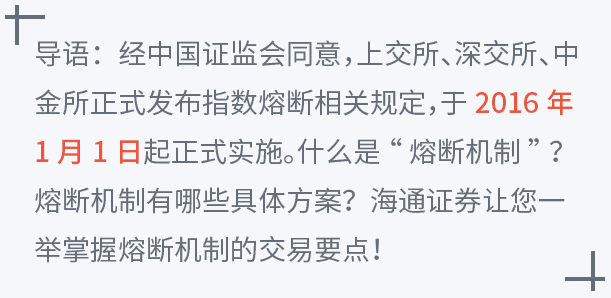 导语：经中国证监会同意，上交所、深交所、中
金所正式发布指数熔断相关规定，于 2016 年
1 月 1 日起正式实施。什么是 “ 熔断机制 ” ？
熔断机制有哪些具体方案？海通证券让您一
举掌握熔断机制的交易要点！